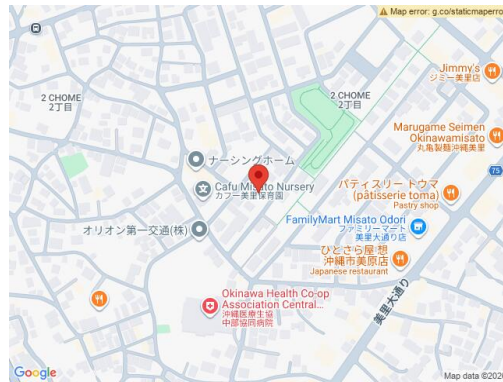 Map error: g.co/staticmaperro
Jimmy's
ジミー美里店
2 CHOME
2丁目
2 CHOME
2丁目
Marugame Seimen
Okinawamisato
丸亀製麺沖縄美里
75
ナーシングホーム
Cafu Misato Nursery
カフー美里保育園
パティスリー トウマ
(pâtisserie toma)
Pastry shop
オリオン第一交通(株)
FamilyMart Misato Odori
ファミリーマート
美里大通り店
ひとさら屋 想
沖縄市美原店
Japanese restaurant
Okinawa Health Co-op
Association Central...
沖縄医療生協
中部協同病院
美里大通り
Google
Map data ©202